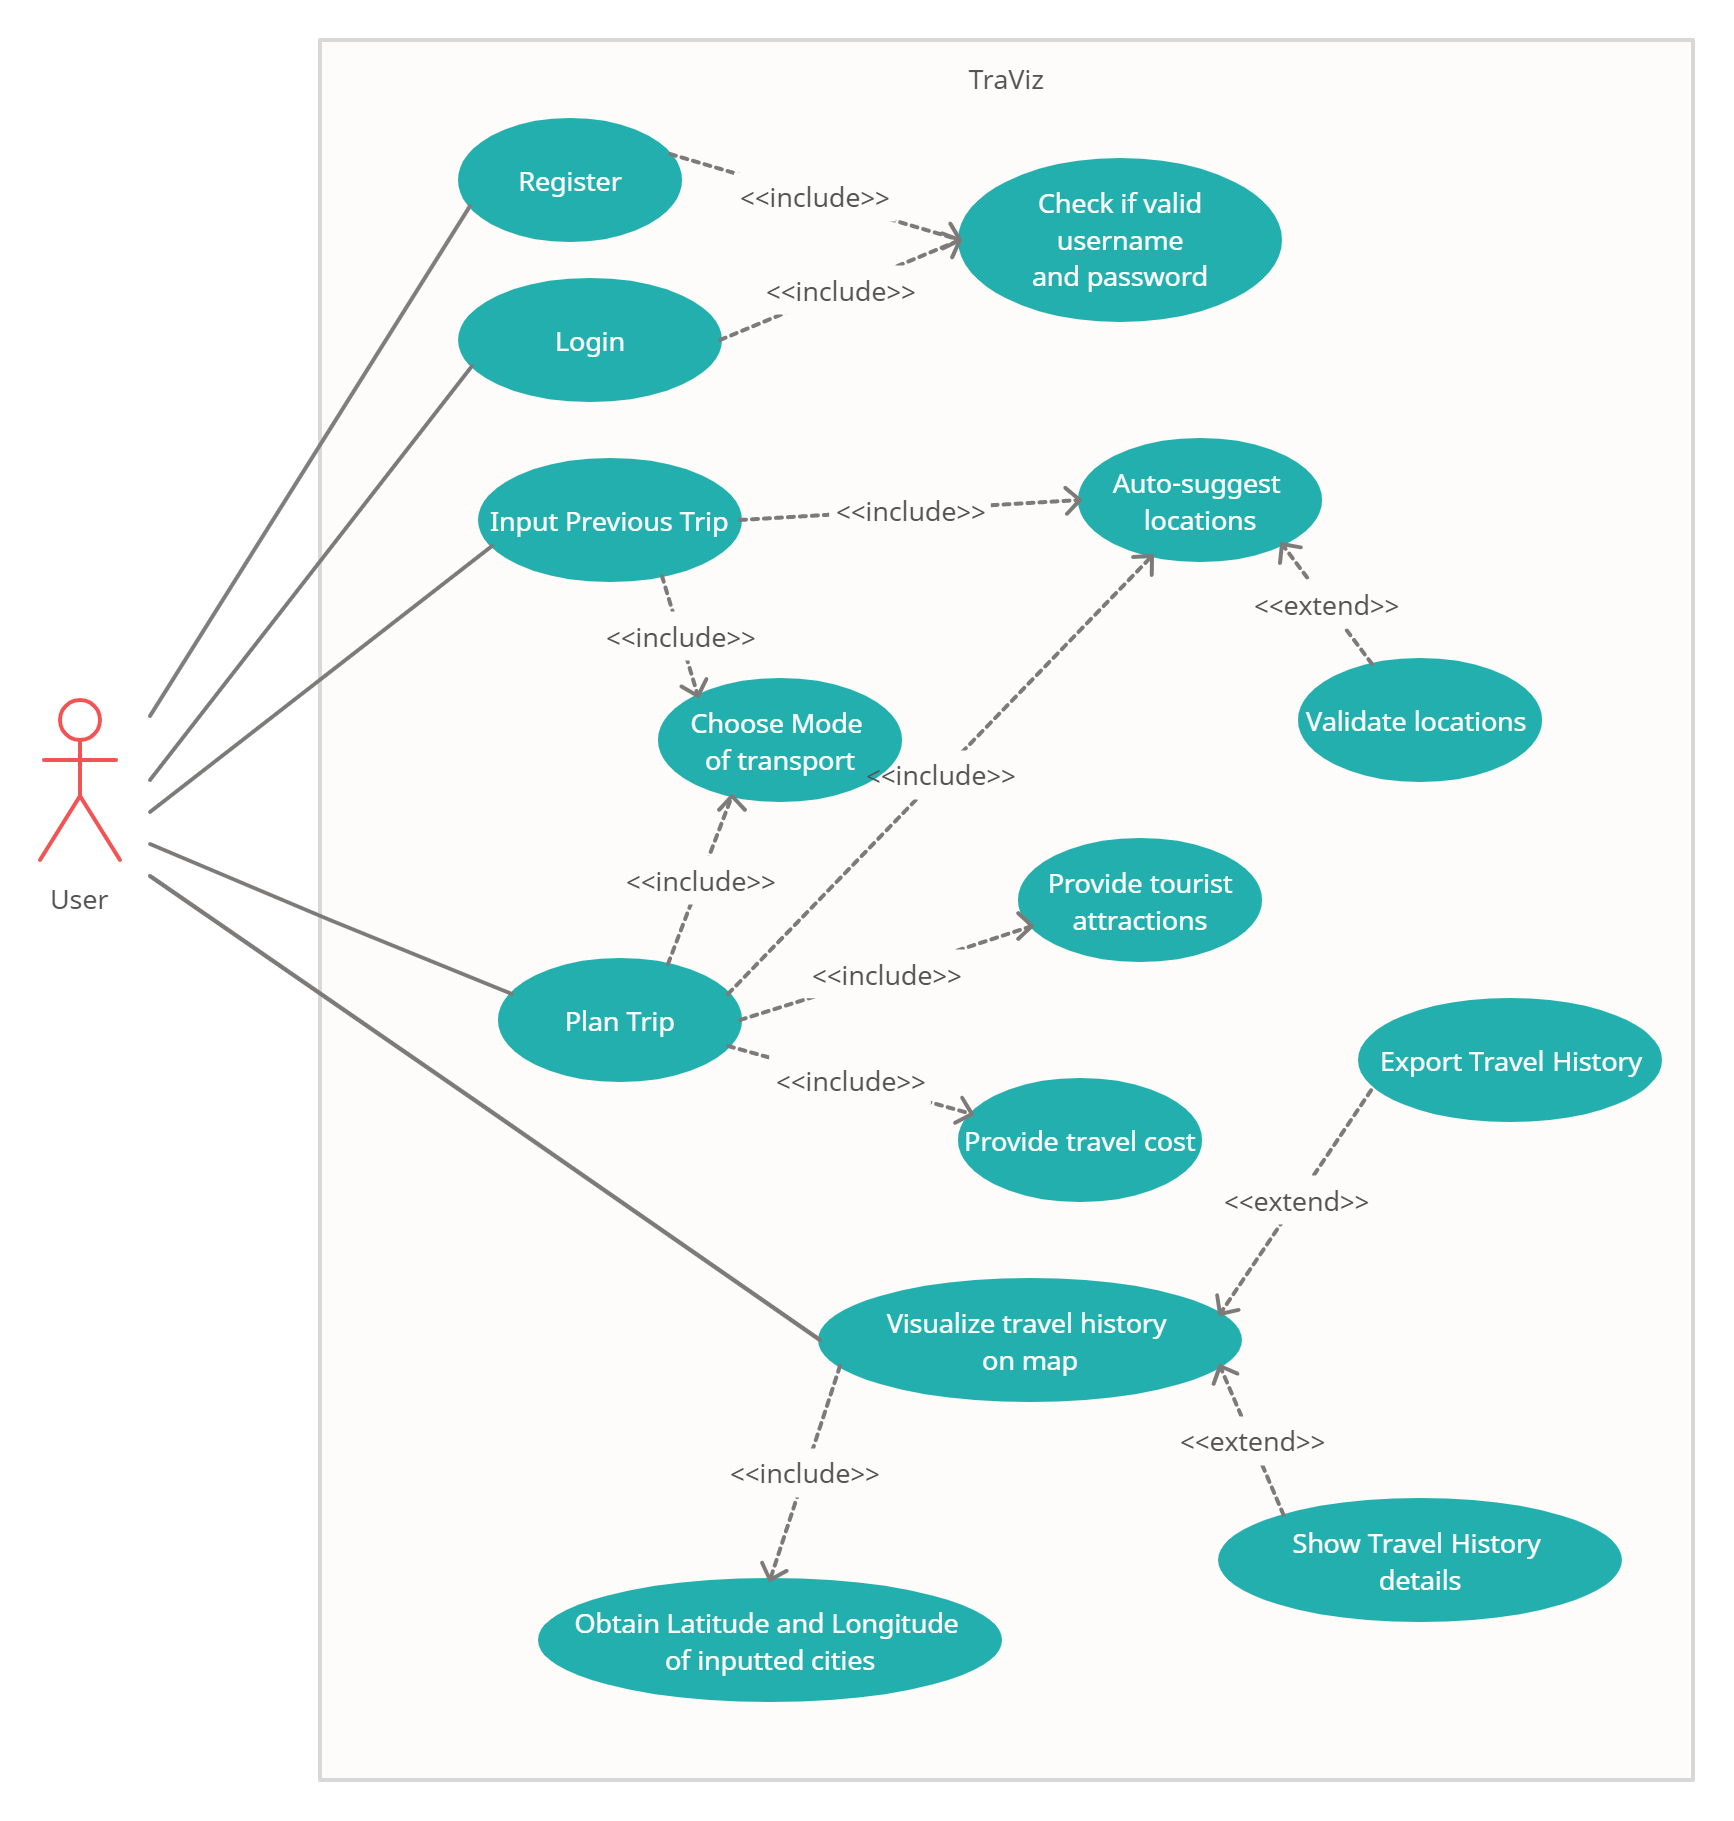 TraViz
Register
<<include>>
Check if valid
username
and password
Login
<<include>>
Input Previous Trip
<<include>>
Auto-suggest
locations
<<include>>
<<extend>>
Choose Mode
of transport
Validate locations
<<include>>
<<include>>
User
Provide tourist
attractions
<<include>>
Plan Trip
<<include>>
Provide travel cost
Export Travel History
<<extend>>
Visualize travel history
on map
<<extend>>
<<include>>
Show Travel History
details
Obtain Latitude and Longitude
of inputted cities